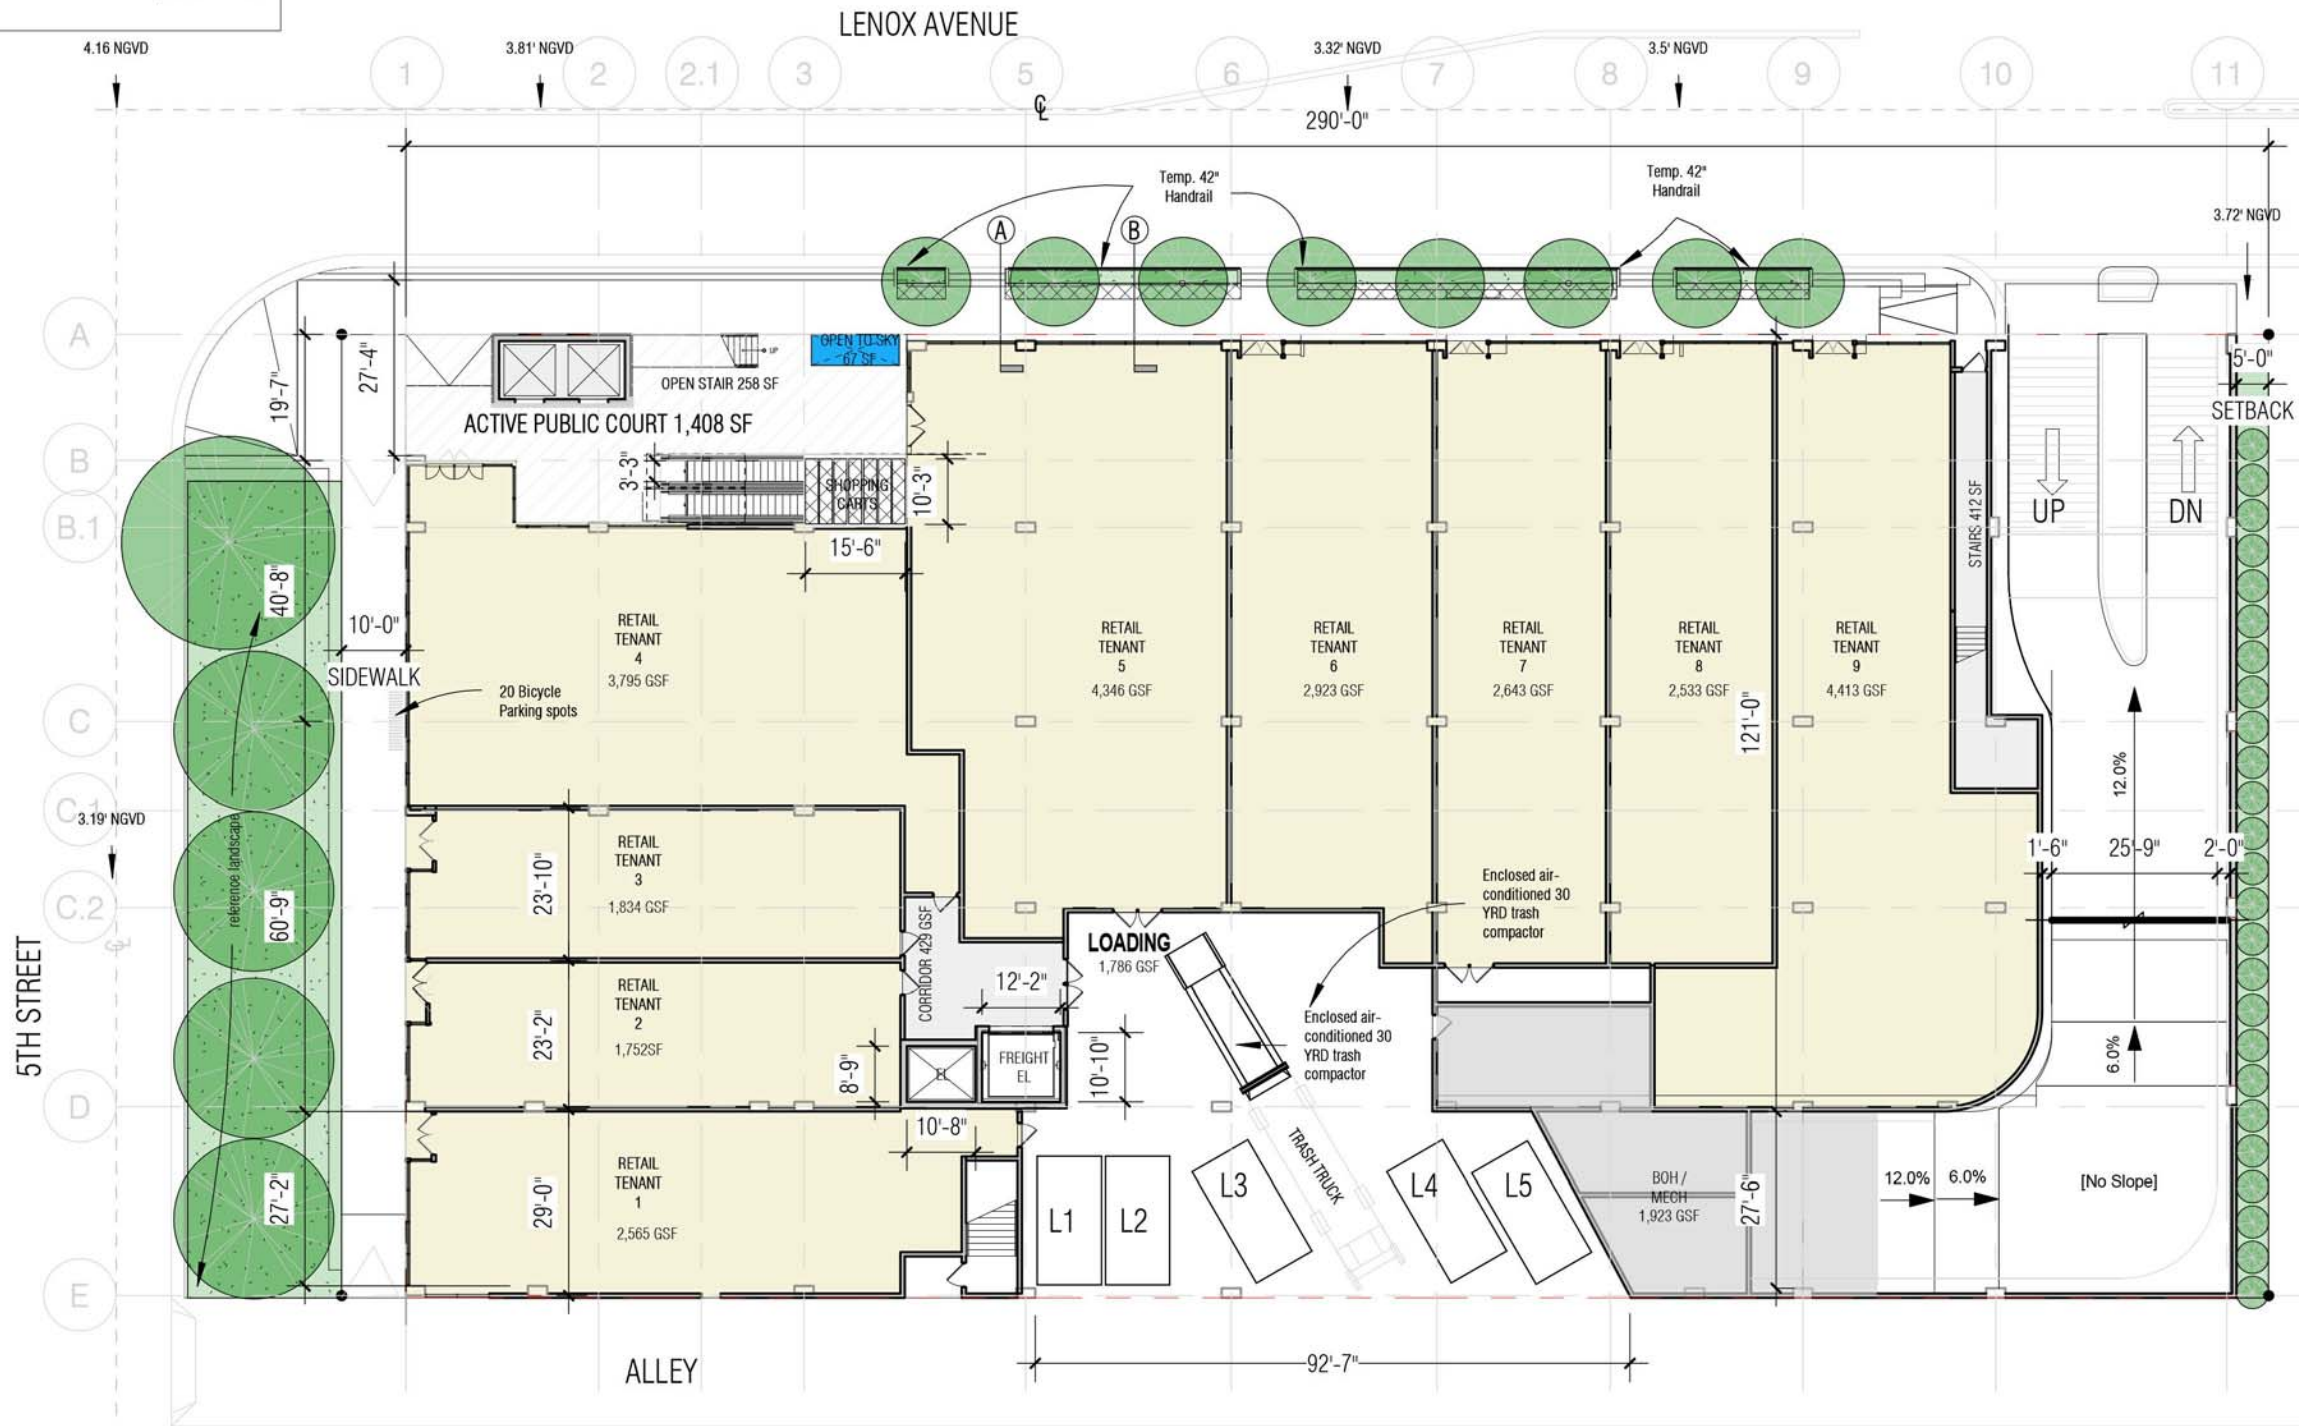 LENOX AVENUE
4.16 NGVD
3.81' NGVD
3.32' NGVD
3.5' NGVD
1
2
2.1
3
5
6
7
8
9
10
11
290'-0"
Temp. 42"
Handrail
Temp. 42"
Handrail
3.72' NGVD
A
B
A
27'-4"
19'-7"
OPEN TO SKY
67 SF
UP
OPEN STAIR 258 SF
5'-0"
SETBACK
ACTIVE PUBLIC COURT 1,408 SF
B
3'-3"
SHOPPING
CARTS
10'-3"
UP
DN
STAIRS 412 SF
B.1
15'-6"
40'-8"
10'-0"
SIDEWALK
20 Bicycle
Parking spots
RETAIL
TENANT
4
3,795 GSF
RETAIL
TENANT
5
4,346 GSF
RETAIL
TENANT
6
2,923 GSF
RETAIL
TENANT
7
2,643 GSF
RETAIL
TENANT
8
2,533 GSF
RETAIL
TENANT
9
4,413 GSF
C
121'-0"
12.0%
C.1
3.19' NGVD
reference landscape
RETAIL
TENANT
3
1,834 GSF
23'-10"
1'-6"
25'-9"
2'-0"
Enclosed air-
conditioned 30
YRD trash
compactor
C.2
60'-9"
CORRIDOR 429 GSF
LOADING
1,786 GSF
5TH STREET
12'-2"
RETAIL
TENANT
2
1,752SF
23'-2"
8'-9"
EL
FREIGHT
EL
10'-10"
Enclosed air-
conditioned 30
YRD trash
compactor
6.0%
D
10'-8"
TRASH TRUCK
27'-2"
29'-0"
RETAIL
TENANT
1
2,565 GSF
L1
L2
L3
L4
L5
BOH /
MECH
1,923 GSF
27'-6"
12.0%
6.0%
[No Slope]
E
ALLEY
92'-7"